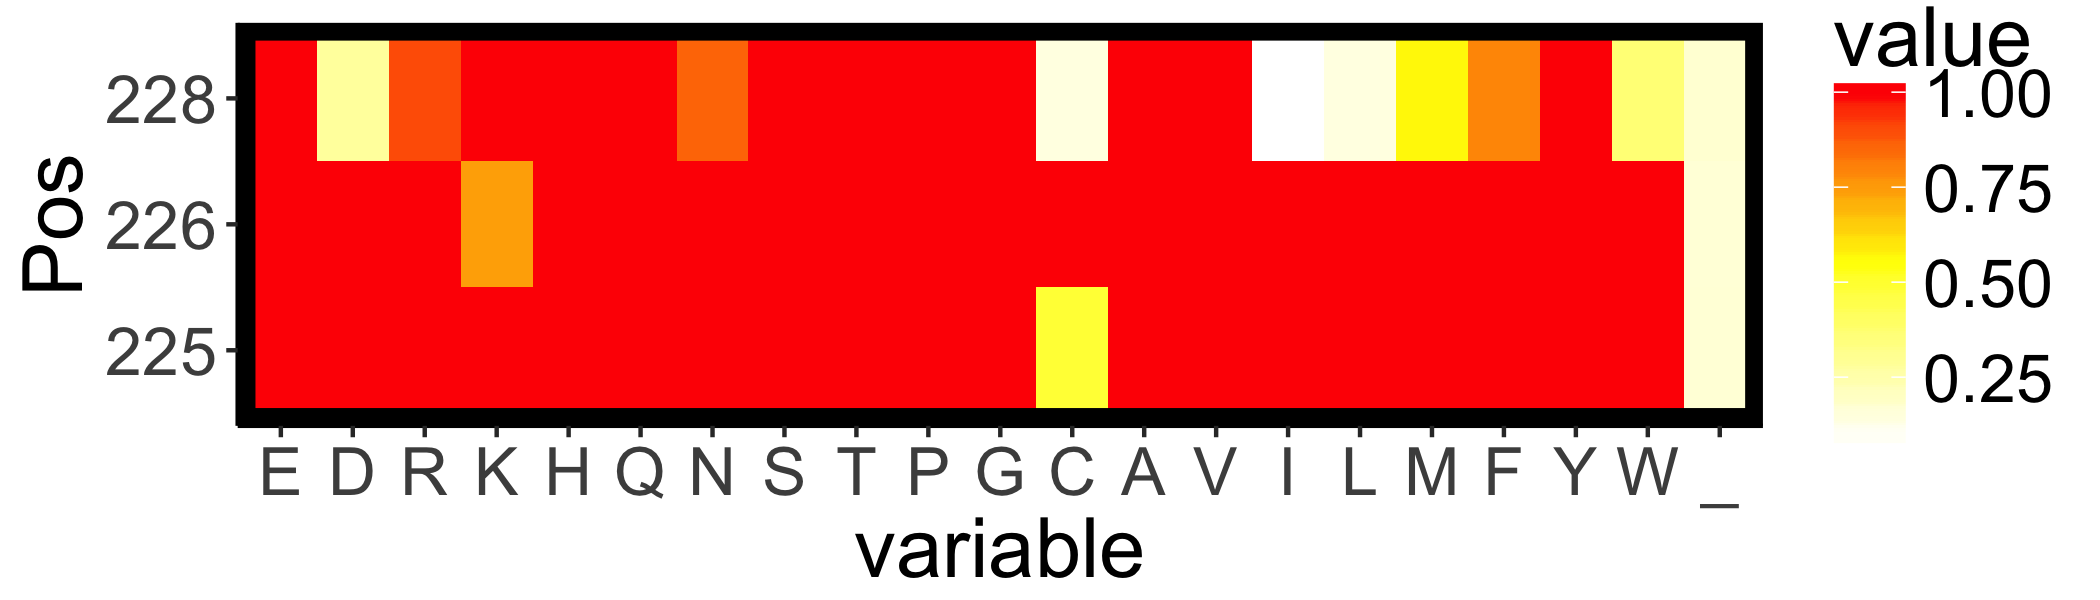 value
1.00
0.75
0.50
0.25
Pos
228
226
225
E D R K H Q N S T P G C A V I L M F Y W _
variable